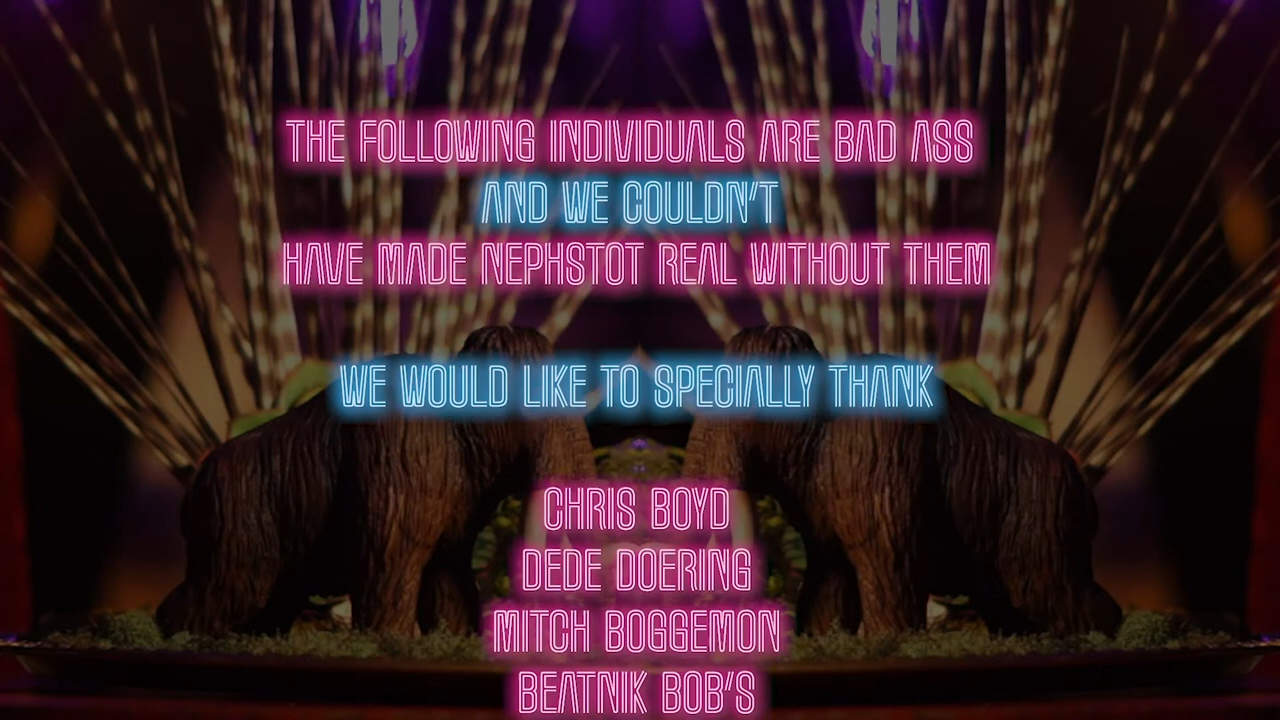 THE FOLLOWING INDIVIDUALS ARE BAD ASS
AND WE COULDN'T
HAVE MADE NEPHSTOT REAL WITHOUT THEM
WE WOULD LIKE TO SPECIALLY THANK
CHRIS BOYD
DEDE DOERING
MITCH BOGGEMON
BEATNIK BOB'S